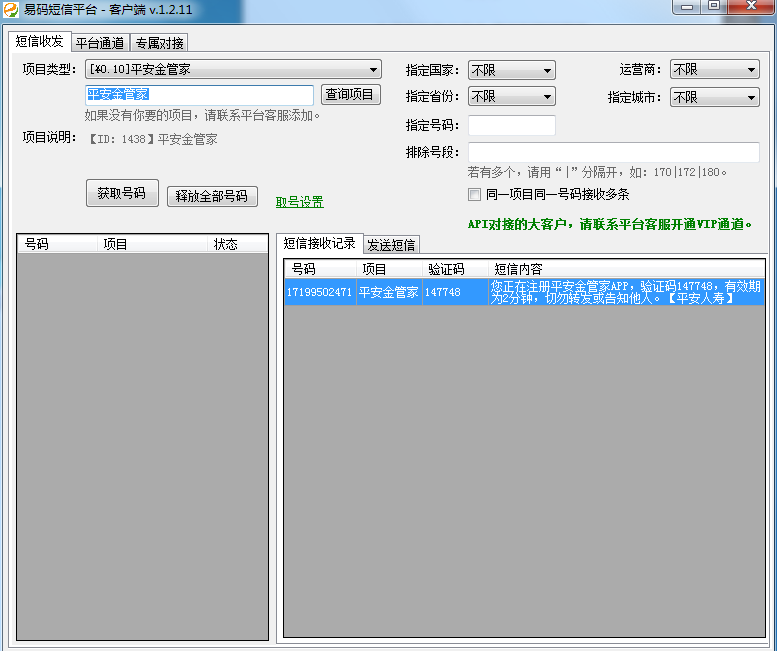 易码短信平台 - 客户端 v.1.2.11
短信收发 平台通道 专属对接
项目类型： [¥0.10]平安金管家
平安金管家 查询项目
如果没有你要的项目，请联系平台客服添加。
项目说明： 【ID: 1438】平安金管家
获取号码 释放全部号码 取号设置
指定国家： 不限 运营商： 不限
指定省份： 不限 指定城市： 不限
指定号码：
排除号段：
若有多个，请用“|”分隔开，如：170|172|180。
同一项目同一号码接收多条
API对接的大客户，请联系平台客服开通VIP通道。
号码 项目 状态
短信接收记录 发送短信
号码 项目 验证码 短信内容
17199502471 平安金管家 147748 您正在注册平安金管家APP，验证码147748，有效期
为2分钟，切勿转发或告知他人。【平安人寿】